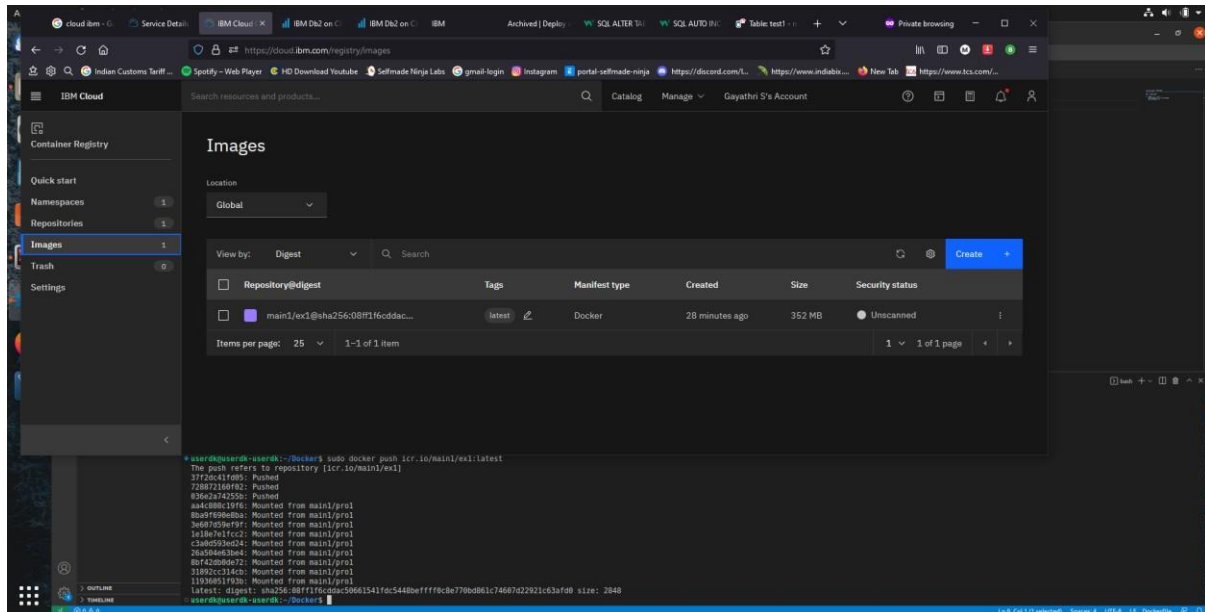 cloud ibm - G
Service Detail
IBM Cloud
IBM Db2 on C
IBM Db2 on C
IBM
Archived | Deploy
SQL ALTER TA
SQL AUTO INC
Table: test1
Private browsing
https://cloud.ibm.com/registry/images
Indian Customs Tariff ...
Spotify – Web Player
HD Download Youtube
Selfmade Ninja Labs
gmail-login
Instagram
portal-selfmade-ninja
https://discord.com/i...
https://www.indiabix....
New Tab
https://www.tcs.com/...
IBM Cloud
Search resources and products...
Catalog
Manage
Gayathri S's Account
Container Registry
Quick start
Namespaces 1
Repositories 1
Images 1
Trash 0
Settings
Images
Location
Global
View by: Digest
Search
Create +
Repository@digest Tags Manifest type Created Size Security status
main1/ex1@sha256:08ff1f6cddac... latest Docker 28 minutes ago 352 MB Unscanned
Items per page: 25 1–1 of 1 item 1 1 of 1 page
bash
userdk@userdk-userdk:~/Docker$ sudo docker push icr.io/main1/ex1:latest
The push refers to repository [icr.io/main1/ex1]
37f2dc41fd05: Pushed
728872160f02: Pushed
036e2a74255b: Pushed
aa4c808c19f6: Mounted from main1/pro1
8ba9f690e8ba: Mounted from main1/pro1
3e607d59ef9f: Mounted from main1/pro1
1e18e7e1fcc2: Mounted from main1/pro1
c3a0d593ed24: Mounted from main1/pro1
26a504e63be4: Mounted from main1/pro1
8bf42db0de72: Mounted from main1/pro1
31892cc314cb: Mounted from main1/pro1
11936051f93b: Mounted from main1/pro1
latest: digest: sha256:08ff1f6cddac50661541fdc5448beffff0c8e770bd861c74667d22921c63afd0 size: 2848
userdk@userdk-userdk:~/Docker$
OUTLINE
TIMELINE